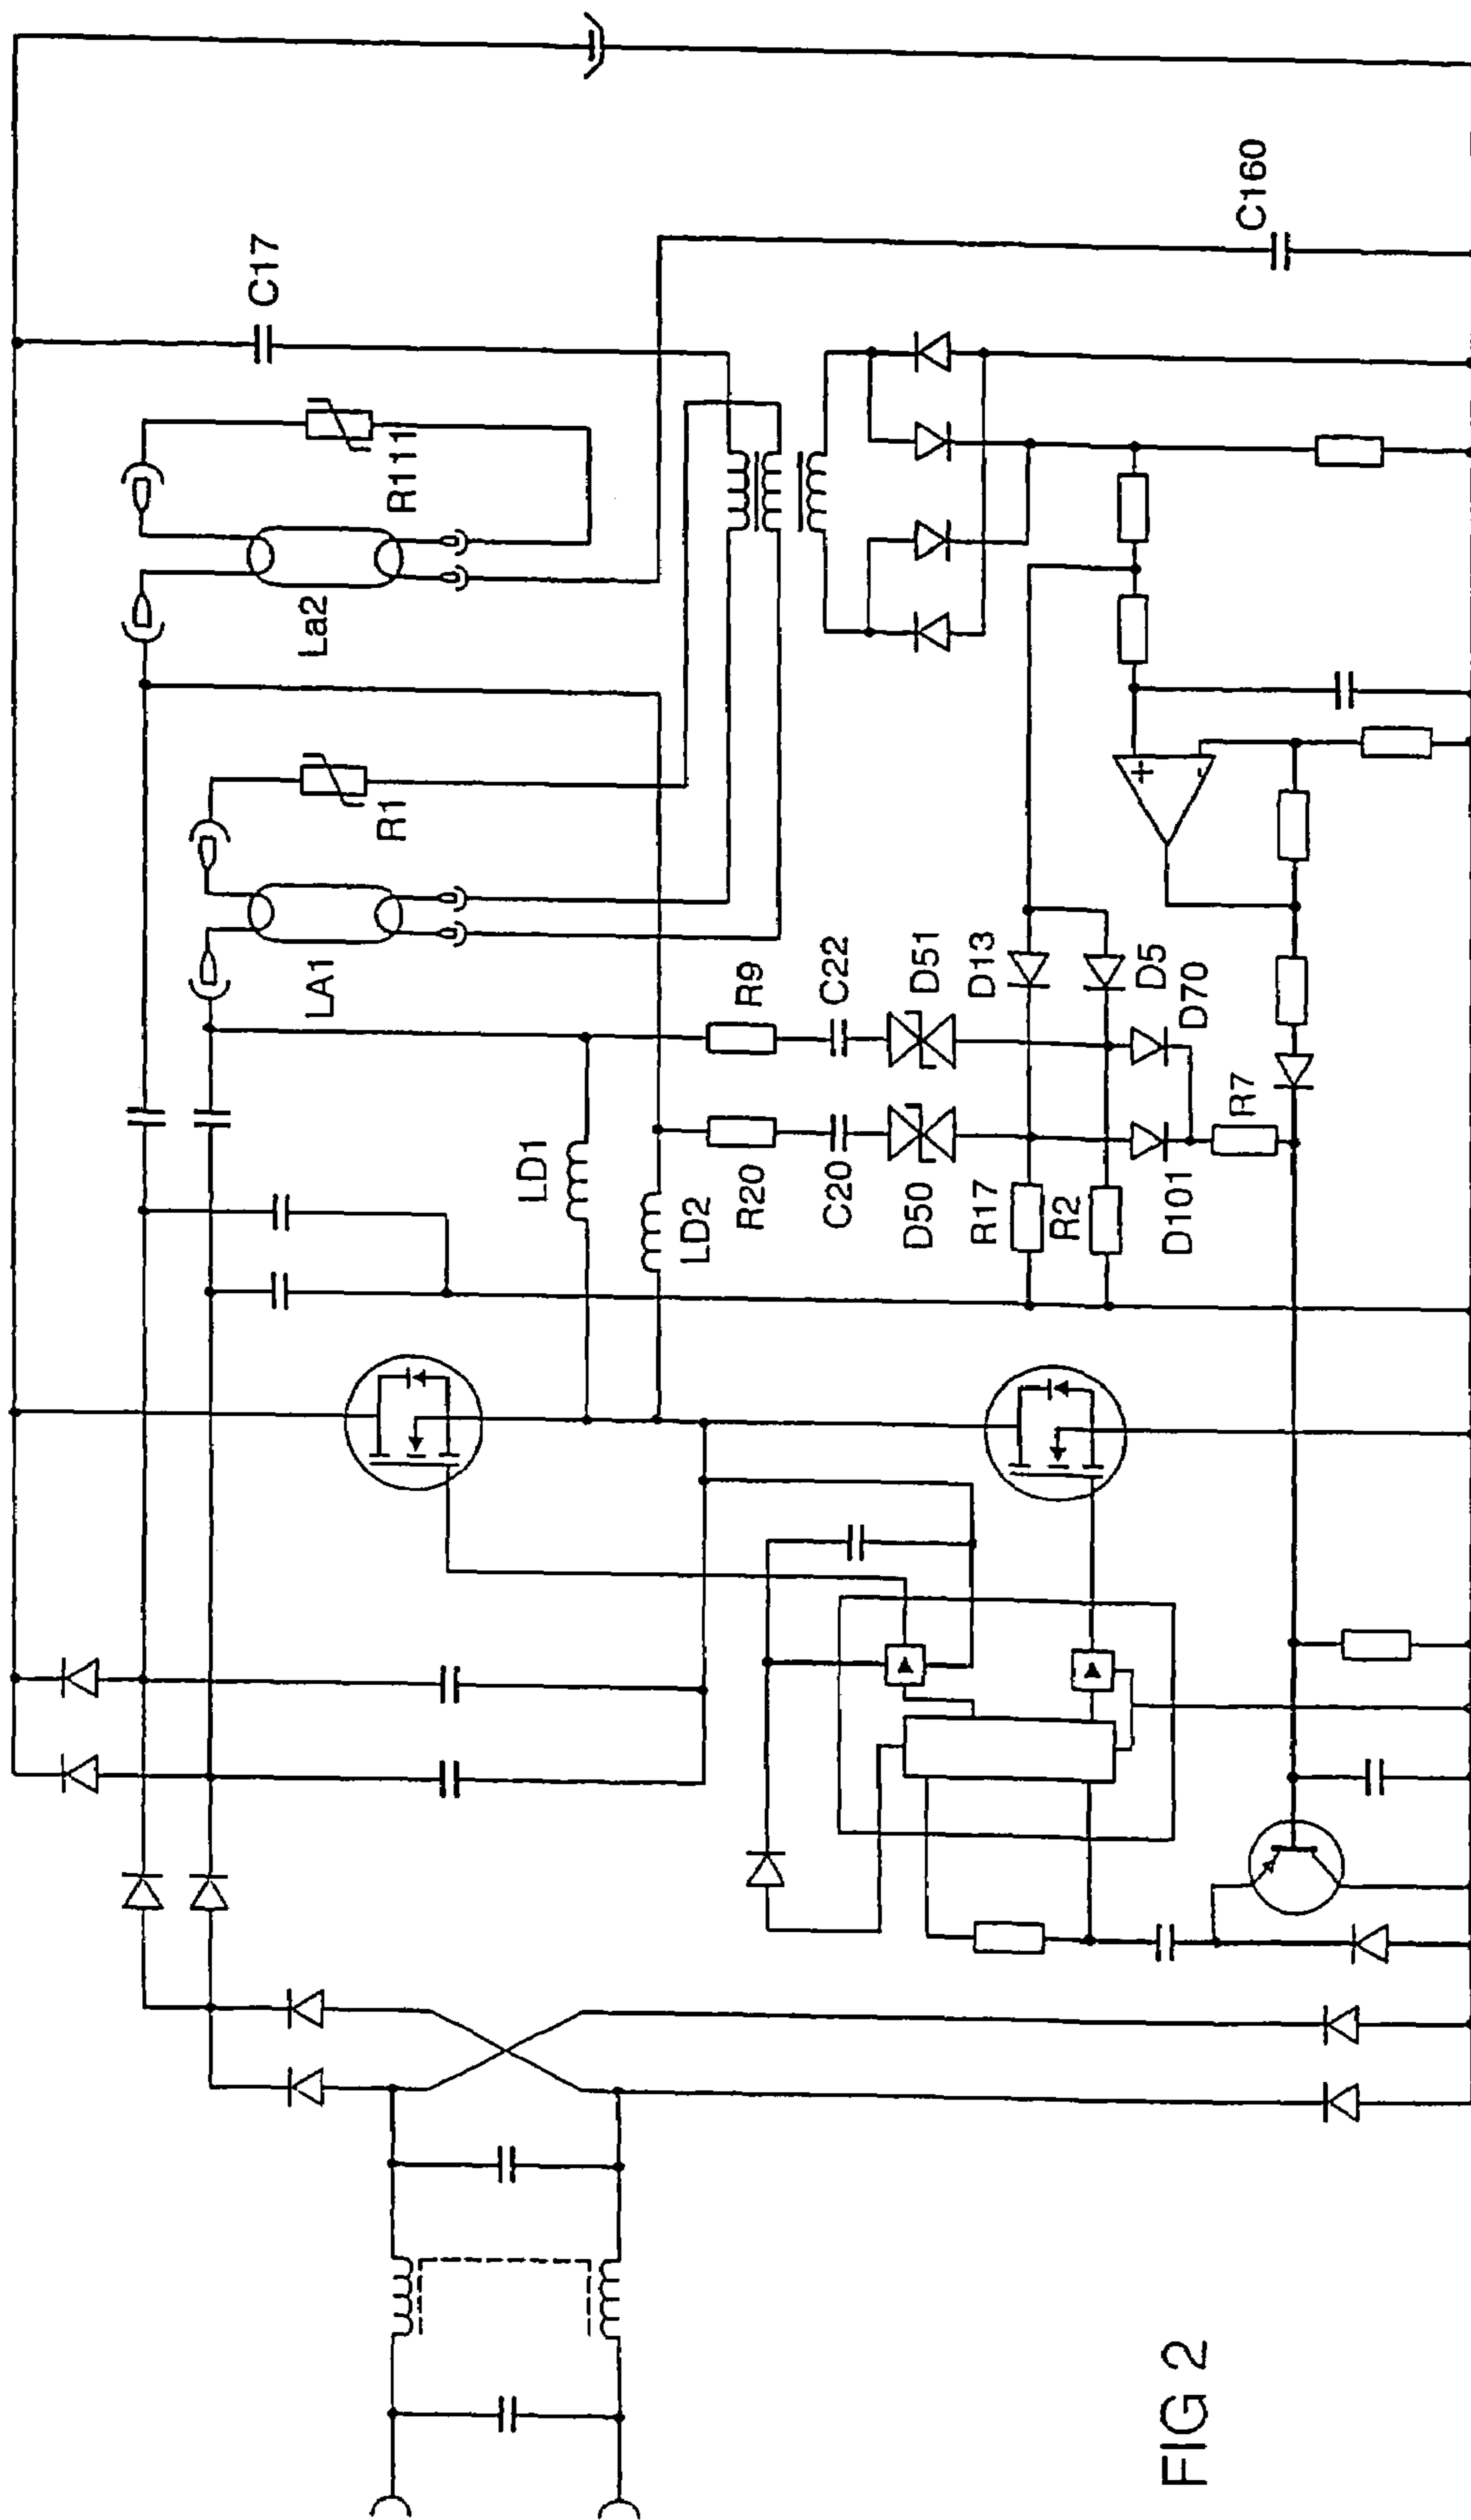 C17
C160
R111
La2
R1
LA1
R9
C22
D51
D13
D5
D70
LD1
LD2
R20
C20
D50
R17
R2
D101
R7
+
-
FIG 2